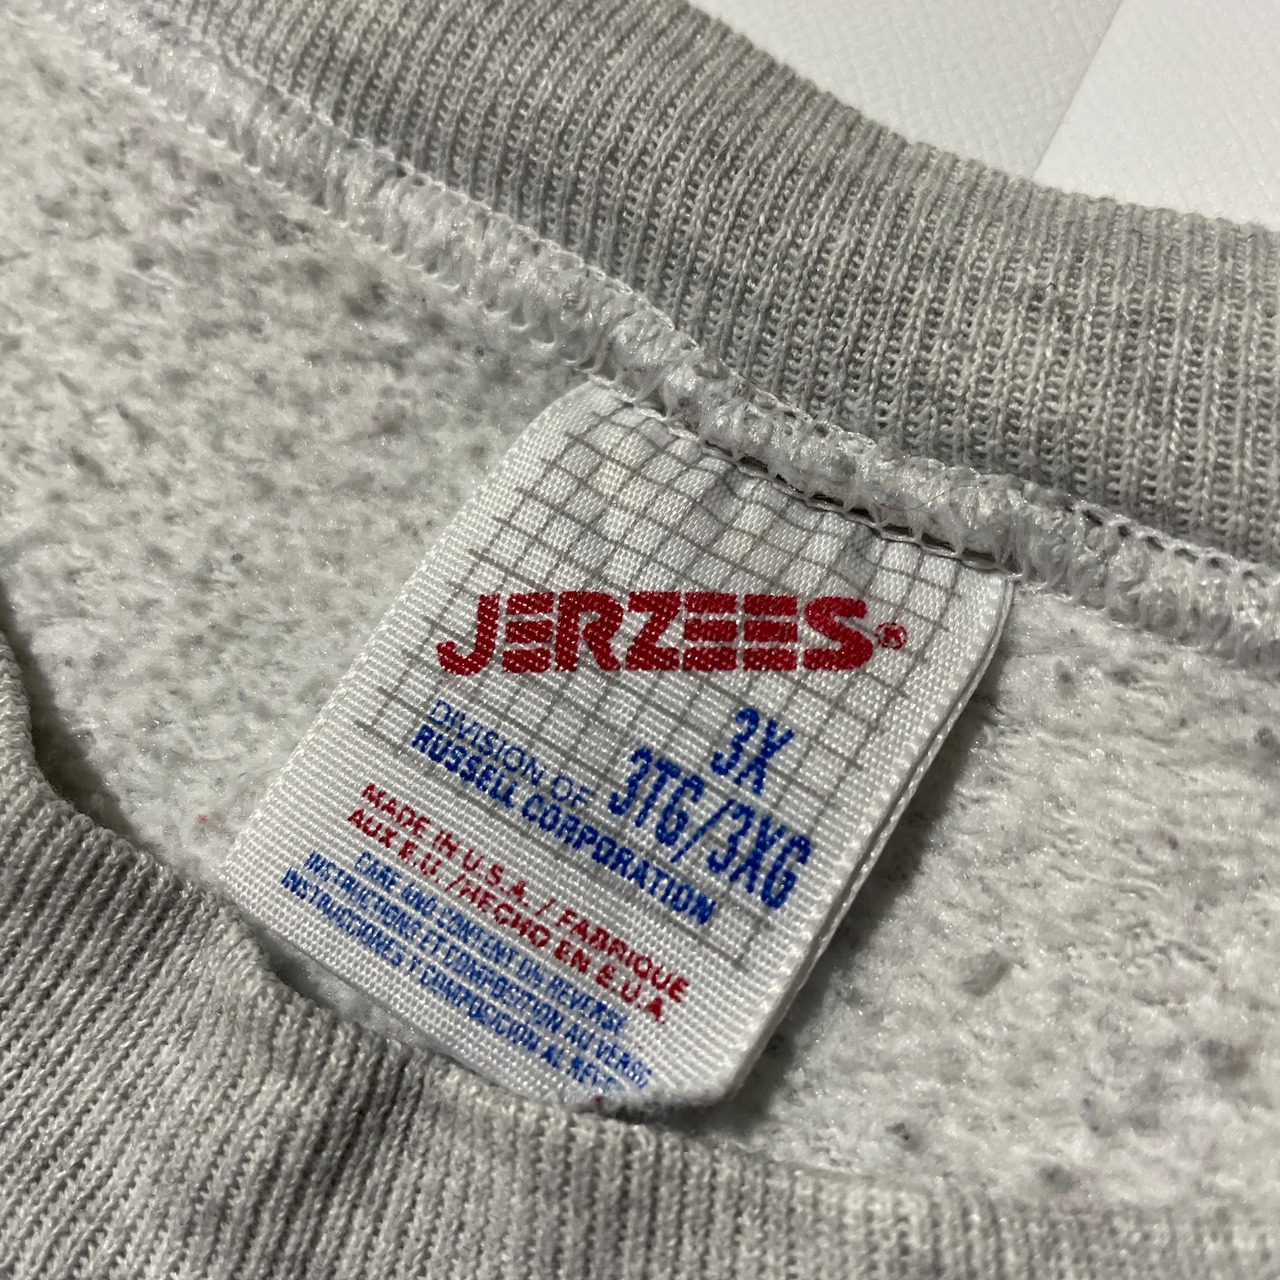 JERZEES®
3X
3TG/3XG
DIVISION OF
RUSSELL CORPORATION
MADE IN U.S.A. / FABRIQUE
AUX E.U. /HECHO EN E.U.A.
CARE AND CONTENT ON REVERSE
INSTRUCTIONS ET COMPOSITION AU VERSO
INSTRUCCIONES Y COMPOSICION AL